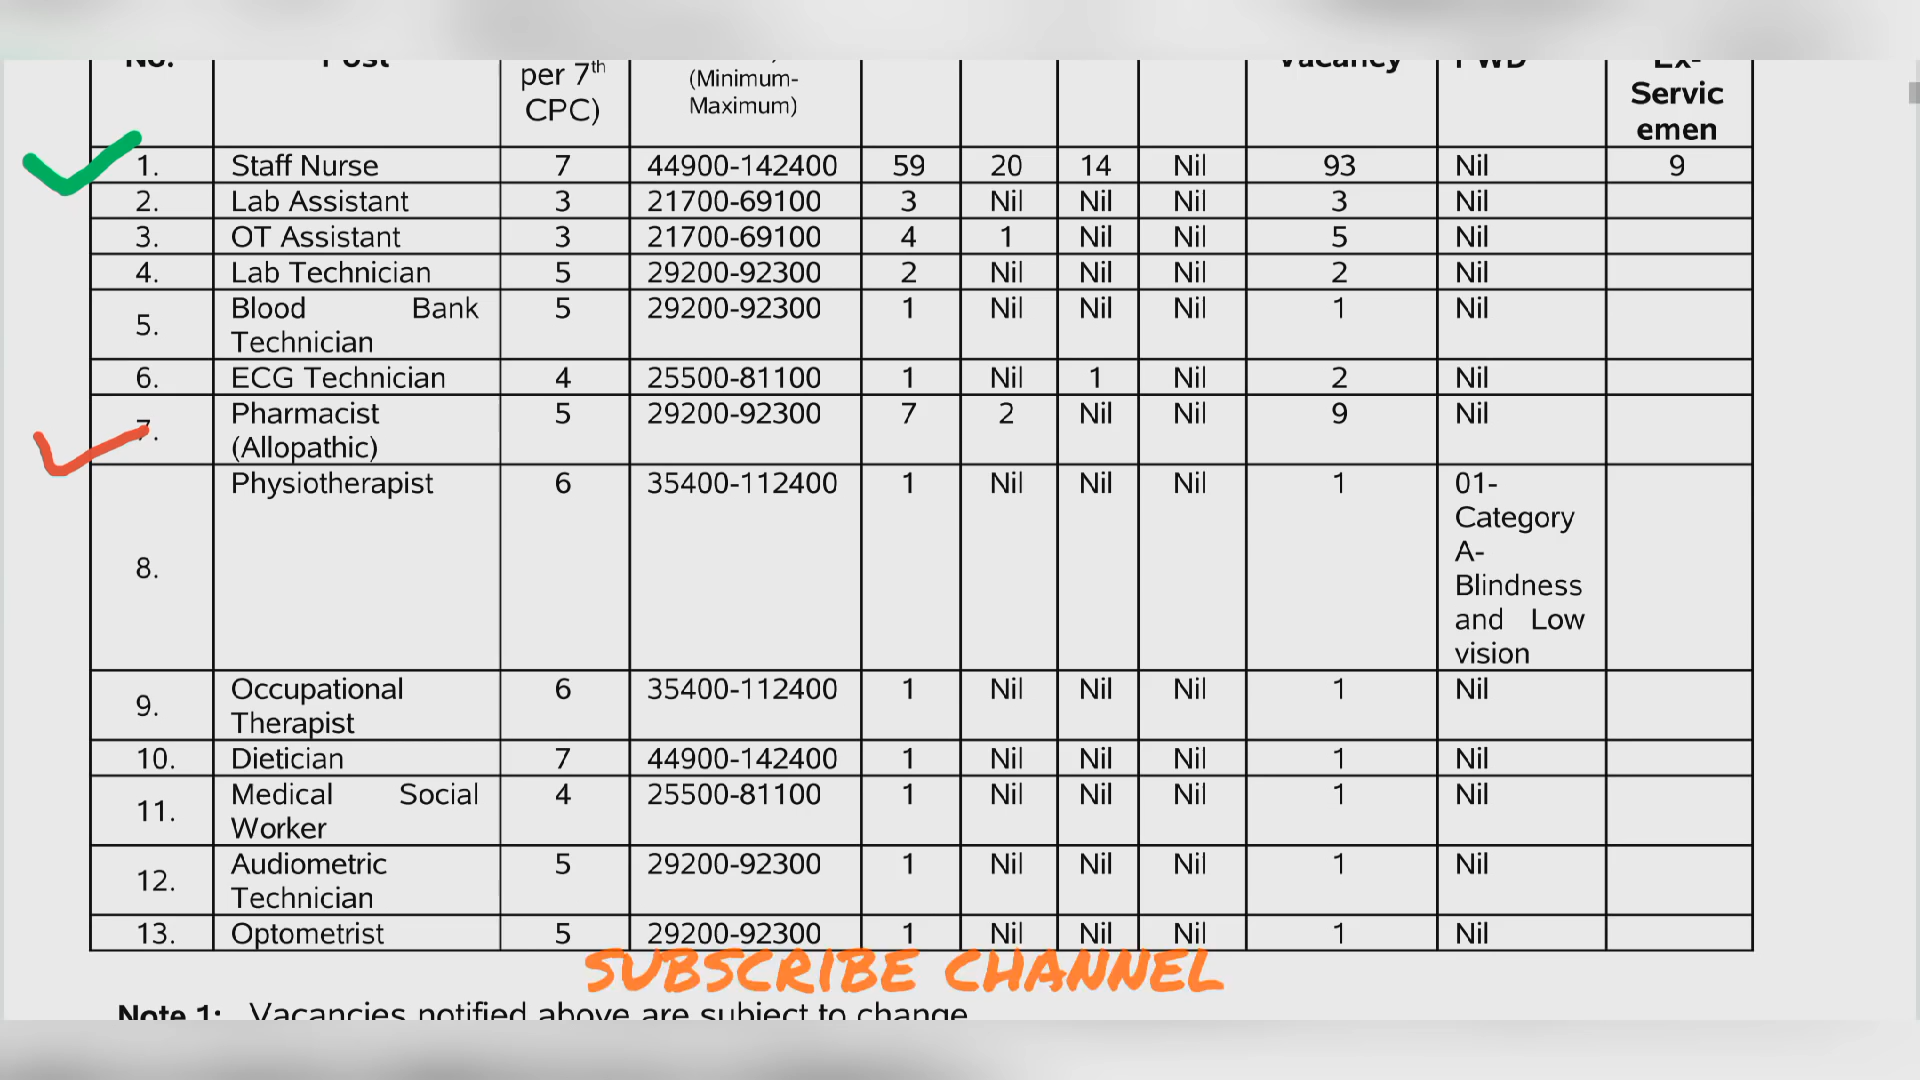 No. Post per 7th CPC) (Minimum-Maximum) Vacancy PWD Ex-Servic emen
1. Staff Nurse 7 44900-142400 59 20 14 Nil 93 Nil 9
2. Lab Assistant 3 21700-69100 3 Nil Nil Nil 3 Nil
3. OT Assistant 3 21700-69100 4 1 Nil Nil 5 Nil
4. Lab Technician 5 29200-92300 2 Nil Nil Nil 2 Nil
5. Blood Bank Technician 5 29200-92300 1 Nil Nil Nil 1 Nil
6. ECG Technician 4 25500-81100 1 Nil 1 Nil 2 Nil
7. Pharmacist (Allopathic) 5 29200-92300 7 2 Nil Nil 9 Nil
8. Physiotherapist 6 35400-112400 1 Nil Nil Nil 1 01-Category A-Blindness and Low vision
9. Occupational Therapist 6 35400-112400 1 Nil Nil Nil 1 Nil
10. Dietician 7 44900-142400 1 Nil Nil Nil 1 Nil
11. Medical Social Worker 4 25500-81100 1 Nil Nil Nil 1 Nil
12. Audiometric Technician 5 29200-92300 1 Nil Nil Nil 1 Nil
13. Optometrist 5 29200-92300 1 Nil Nil Nil 1 Nil
SUBSCRIBE CHANNEL
Note 1: Vacancies notified above are subject to change